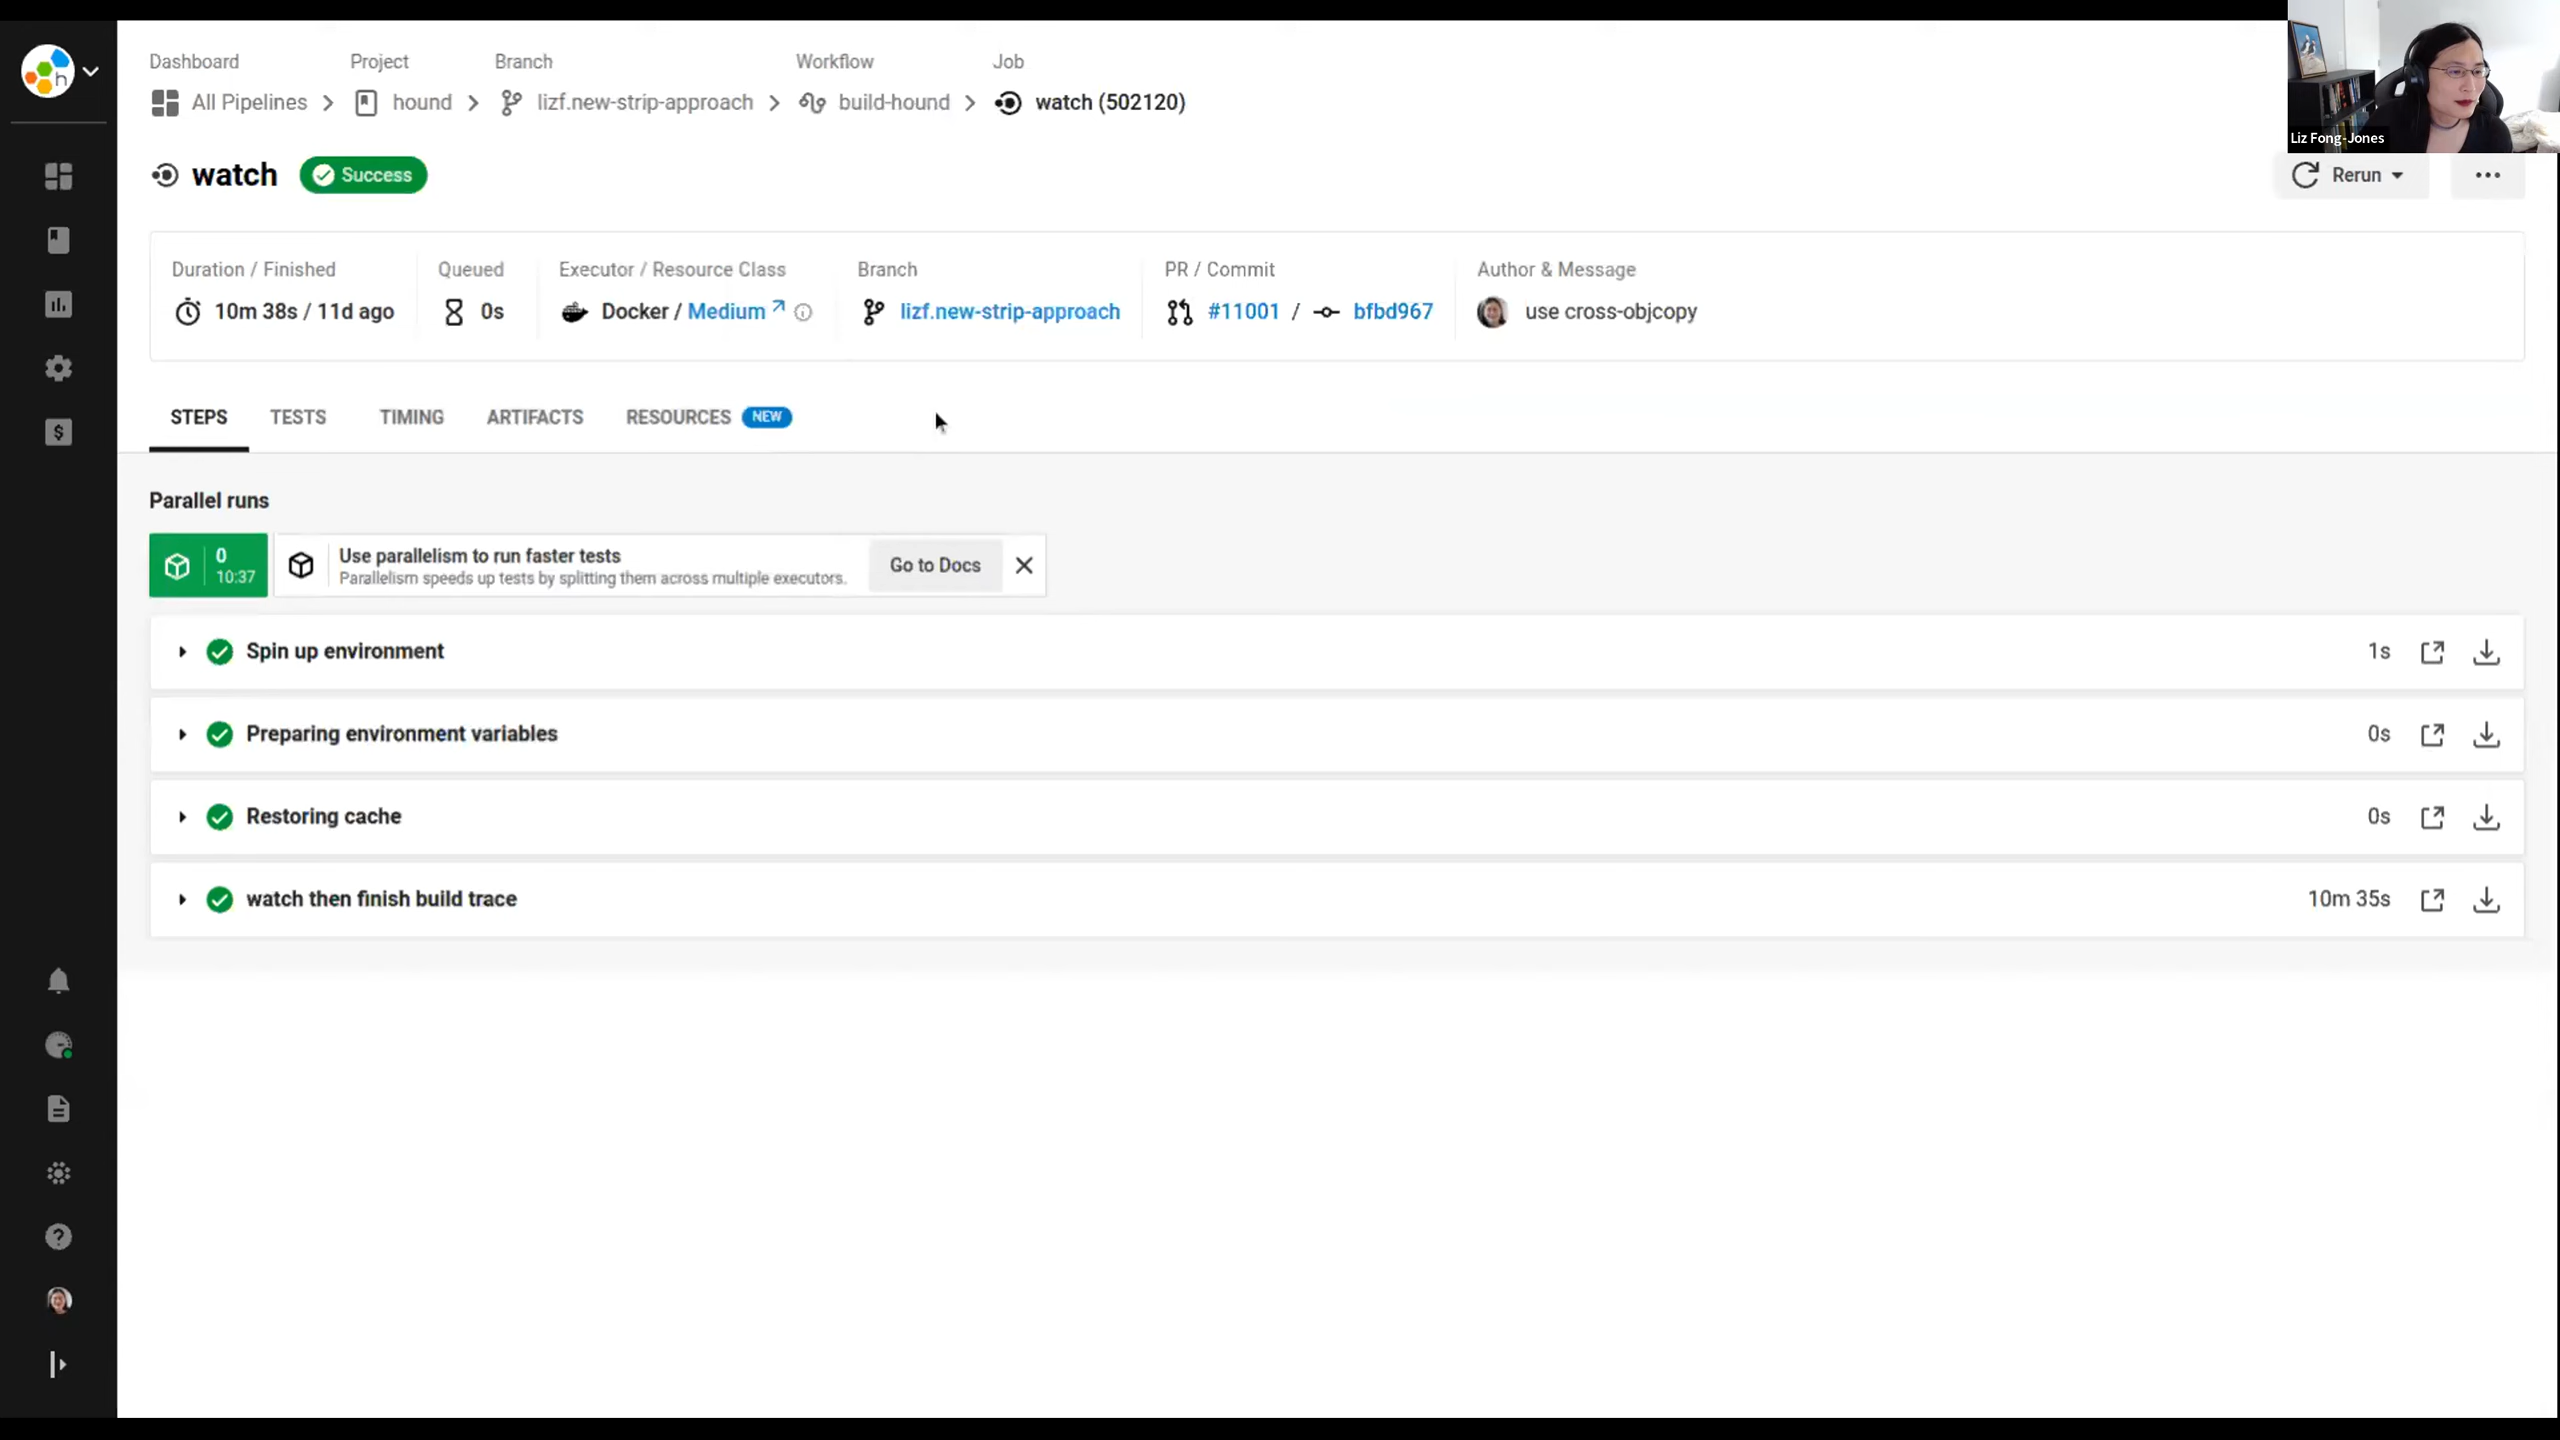 Dashboard Project Branch Workflow Job
All Pipelines hound lizf.new-strip-approach build-hound watch (502120)
Liz Fong-Jones
watch Success Rerun
Duration / Finished Queued Executor / Resource Class Branch PR / Commit Author & Message
10m 38s / 11d ago 0s Docker / Medium lizf.new-strip-approach #11001 / bfbd967 use cross-objcopy
STEPS TESTS TIMING ARTIFACTS RESOURCES NEW
Parallel runs
0
10:37
Use parallelism to run faster tests
Parallelism speeds up tests by splitting them across multiple executors.
Go to Docs
Spin up environment 1s
Preparing environment variables 0s
Restoring cache 0s
watch then finish build trace 10m 35s
h